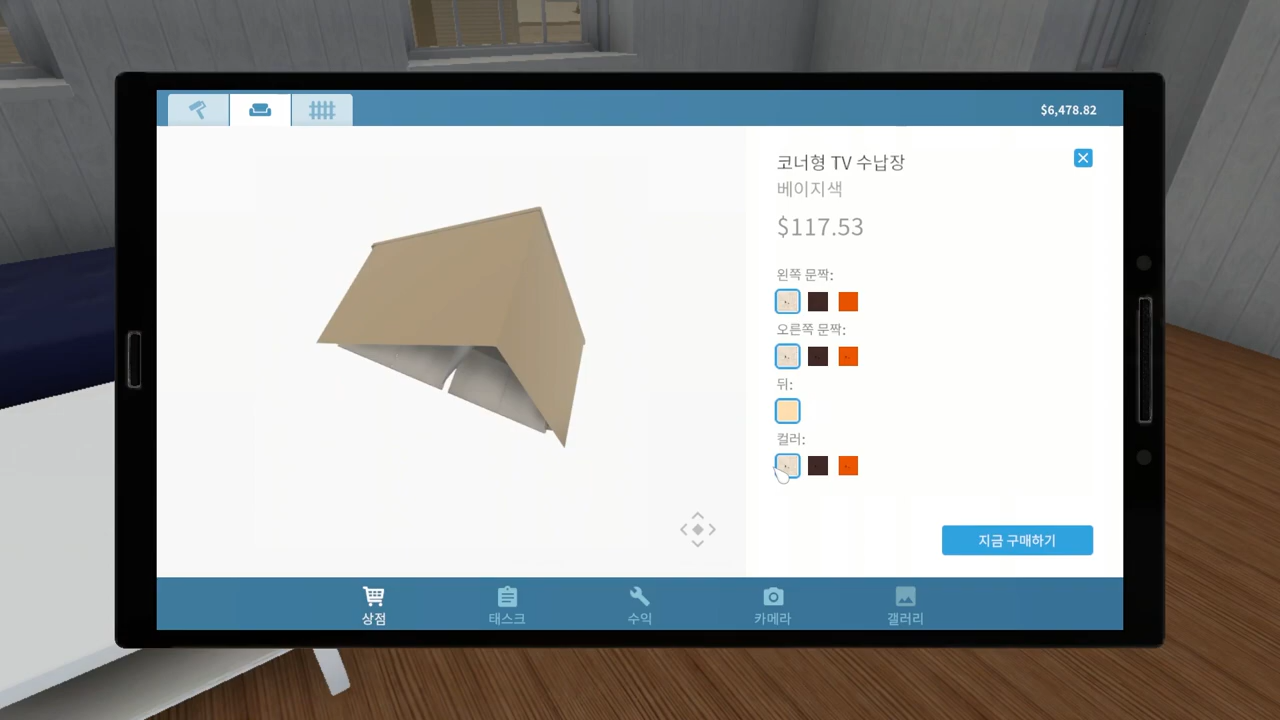 $6,478.82
코너형 TV 수납장
베이지색
$117.53
왼쪽 문짝:
오른쪽 문짝:
뒤:
컬러:
지금 구매하기
상점
태스크
수익
카메라
갤러리